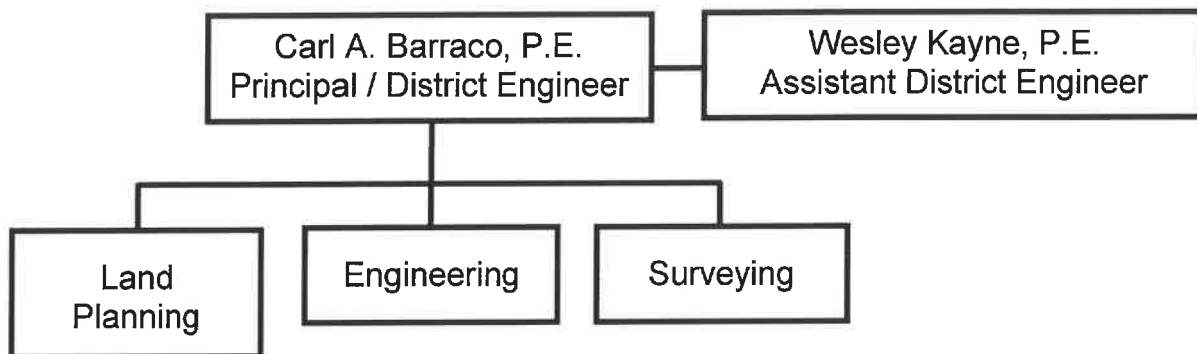 Carl A. Barraco, P.E.
Principal / District Engineer
Wesley Kayne, P.E.
Assistant District Engineer
Land
Planning
Engineering
Surveying